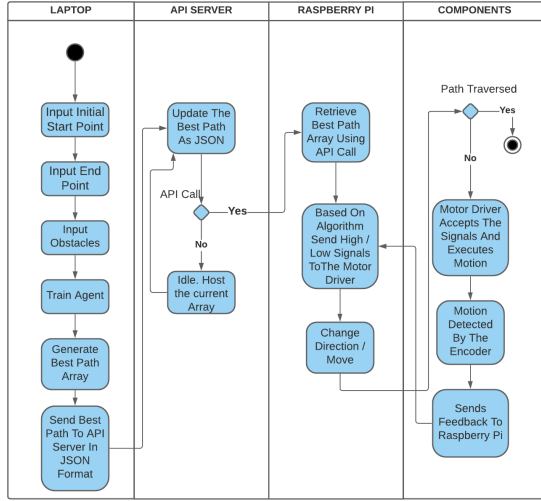 LAPTOP
API SERVER
RASPBERRY PI
COMPONENTS
Input Initial
Start Point
Input End
Point
Input
Obstacles
Train Agent
Generate
Best Path
Array
Send Best
Path To API
Server In
JSON
Format
Update The
Best Path
As JSON
API Call
Yes
No
Idle. Host
the current
Array
Retrieve
Best Path
Array Using
API Call
Based On
Algorithm
Send High /
Low Signals
ToThe Motor
Driver
Change
Direction /
Move
Path Traversed
Yes
No
Motor Driver
Accepts The
Signals And
Executes
Motion
Motion
Detected
By The
Encoder
Sends
Feedback To
Raspberry Pi